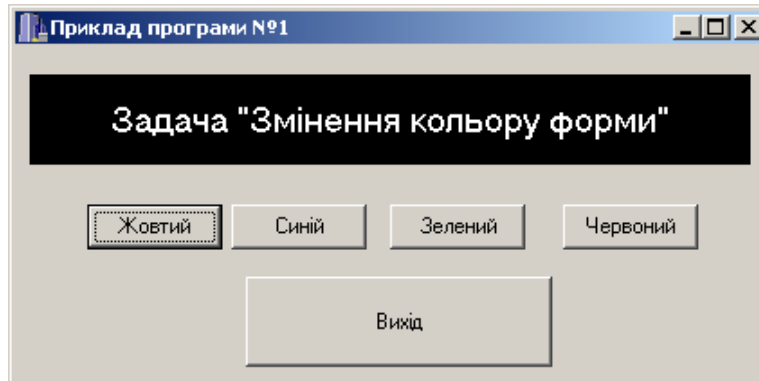 Приклад програми №1
Задача "Змінення кольору форми"
Жовтий Синій Зелений Червоний
Вихід